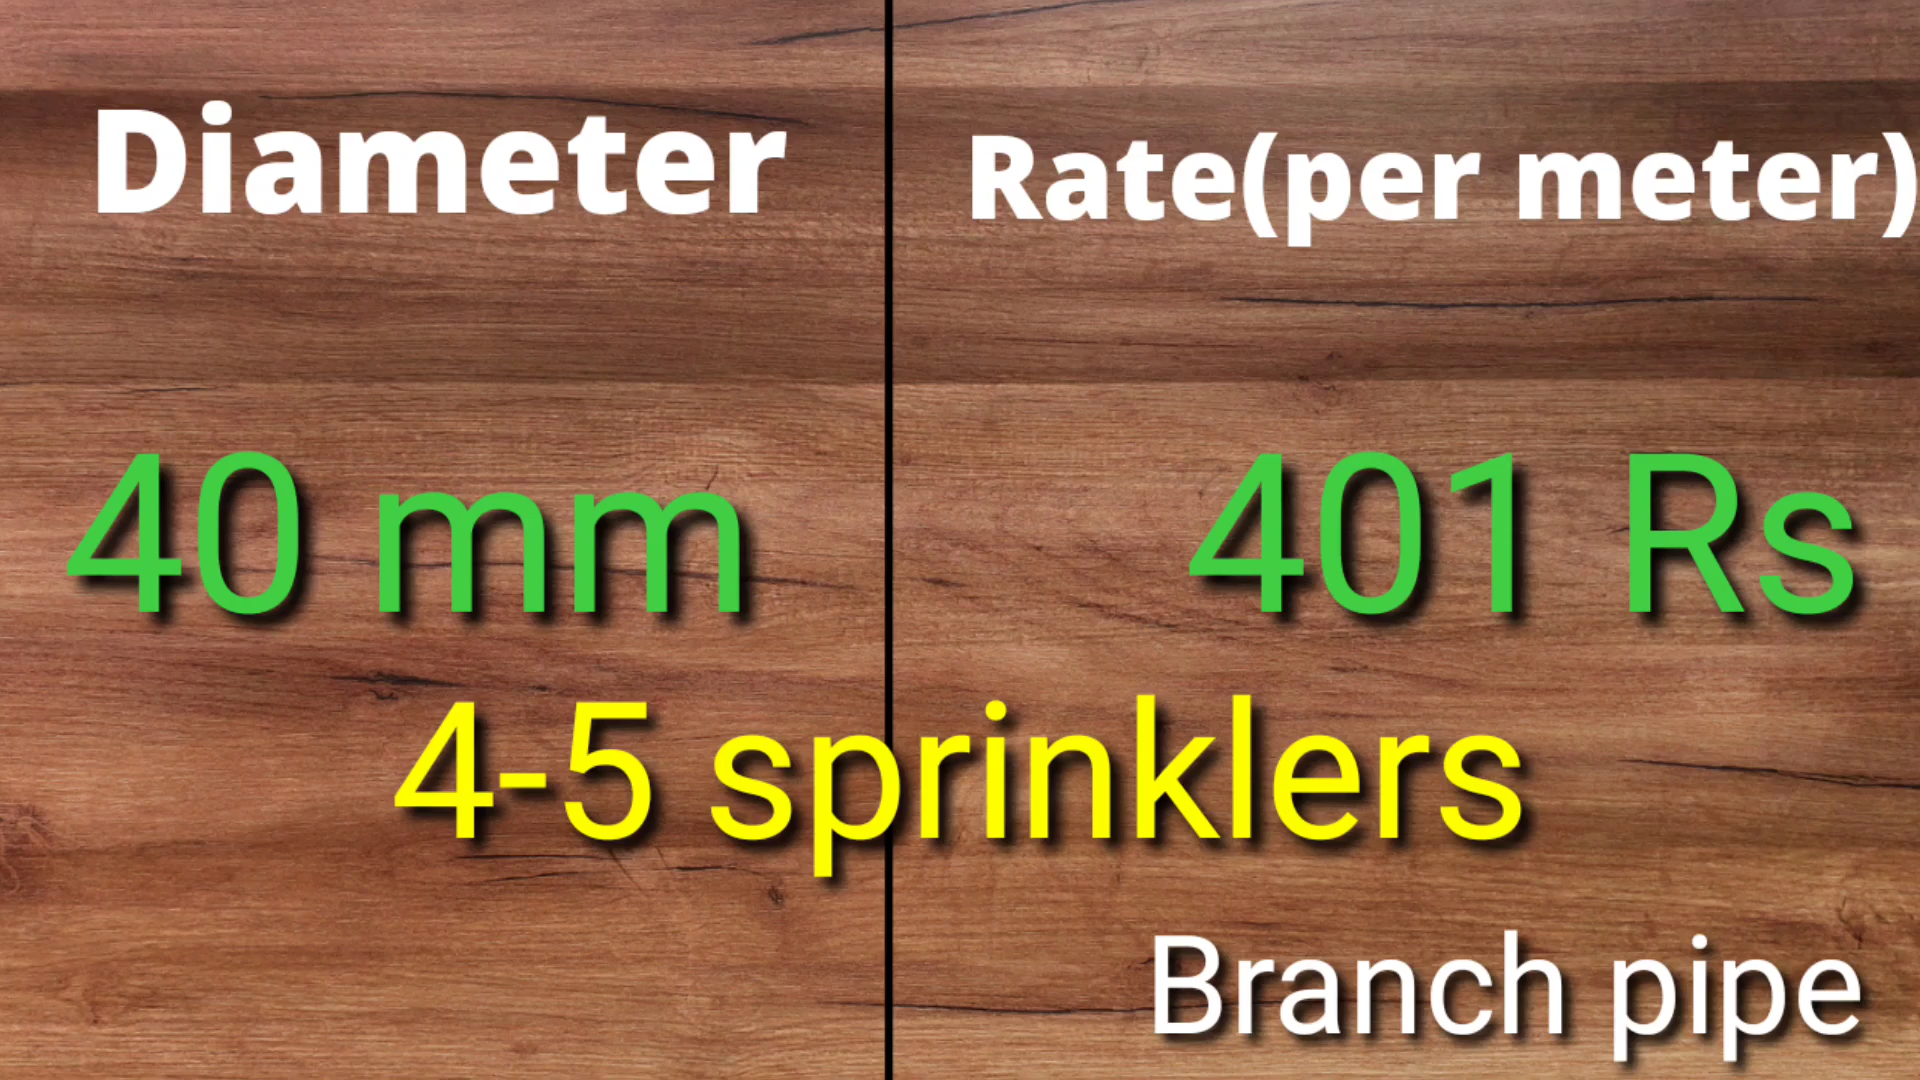 Diameter
Rate(per meter)
40 mm
401 Rs
4-5 sprinklers
Branch pipe